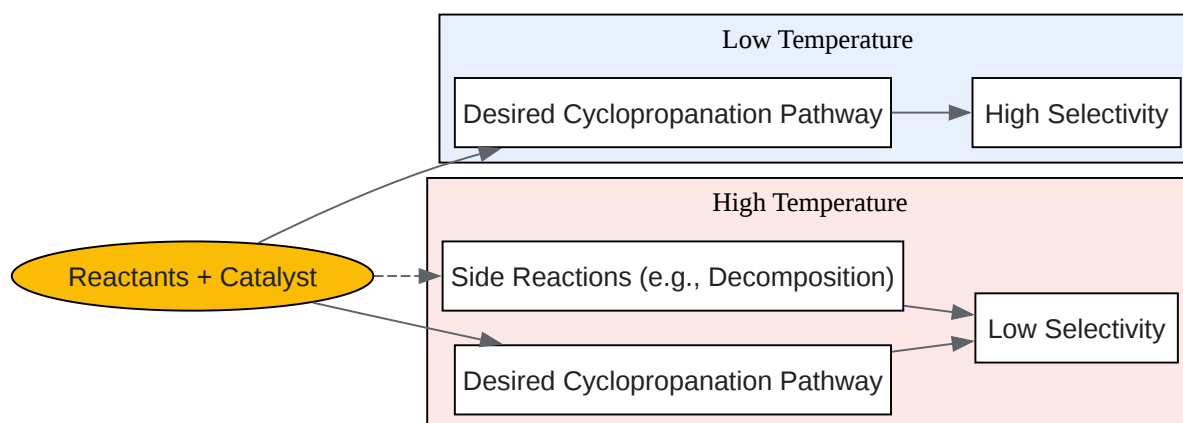 Low Temperature
Desired Cyclopropanation Pathway
High Selectivity
High Temperature
Reactants + Catalyst
Side Reactions (e.g., Decomposition)
Low Selectivity
Desired Cyclopropanation Pathway